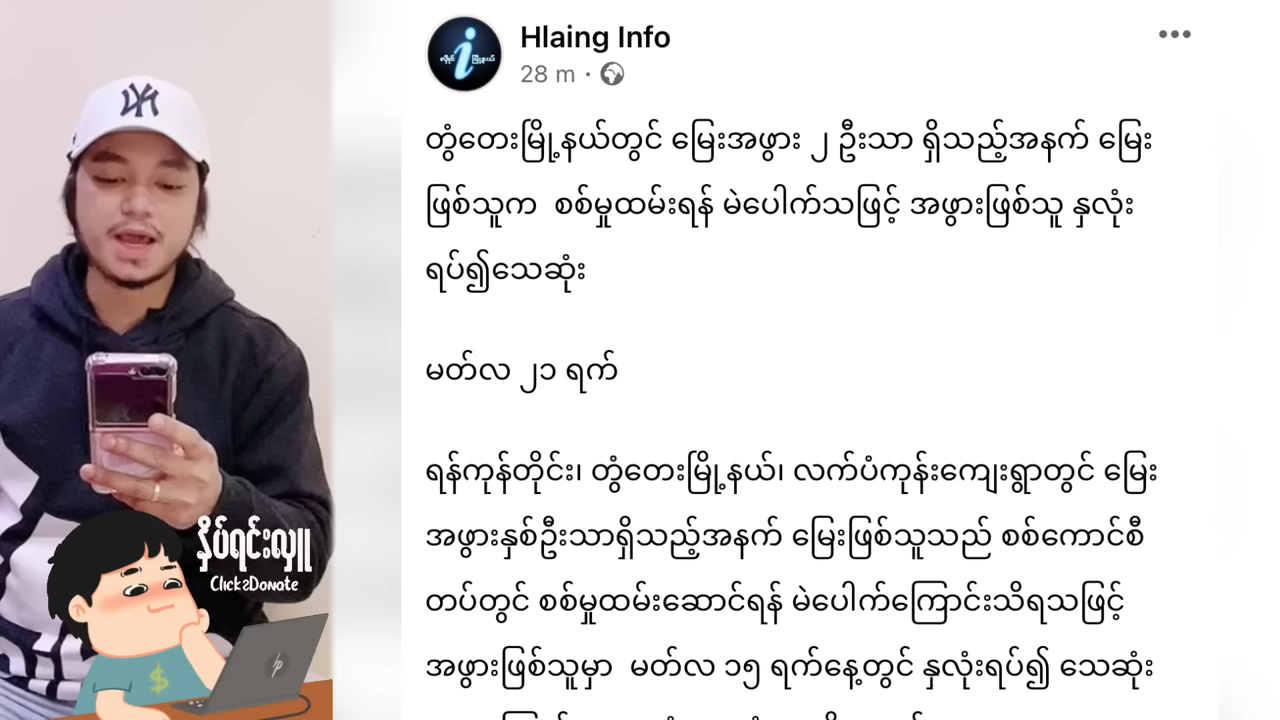 Hlaing Info
28 m ·
တွံတေးမြို့နယ်တွင် မြေးအဖွား ၂ ဦးသာ ရှိသည့်အနက် မြေး
ဖြစ်သူက စစ်မှုထမ်းရန် မဲပေါက်သဖြင့် အဖွားဖြစ်သူ နှလုံး
ရပ်၍သေဆုံး
မတ်လ ၂၁ ရက်
ရန်ကုန်တိုင်း၊ တွံတေးမြို့နယ်၊ လက်ပံကုန်းကျေးရွာတွင် မြေး
အဖွားနှစ်ဦးသာရှိသည့်အနက် မြေးဖြစ်သူသည် စစ်ကောင်စီ
တပ်တွင် စစ်မှုထမ်းဆောင်ရန် မဲပေါက်ကြောင်းသိရသဖြင့်
အဖွားဖြစ်သူမှာ မတ်လ ၁၅ ရက်နေ့တွင် နှလုံးရပ်၍ သေဆုံး
နှိပ်ရင်းလှူ
Click2Donate
hp
NY
လှိုင် i မြို့နယ်